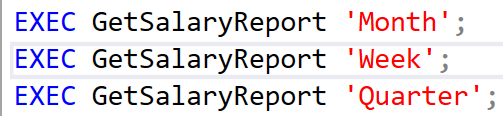 EXEC GetSalaryReport 'Month';
EXEC GetSalaryReport 'Week';
EXEC GetSalaryReport 'Quarter';